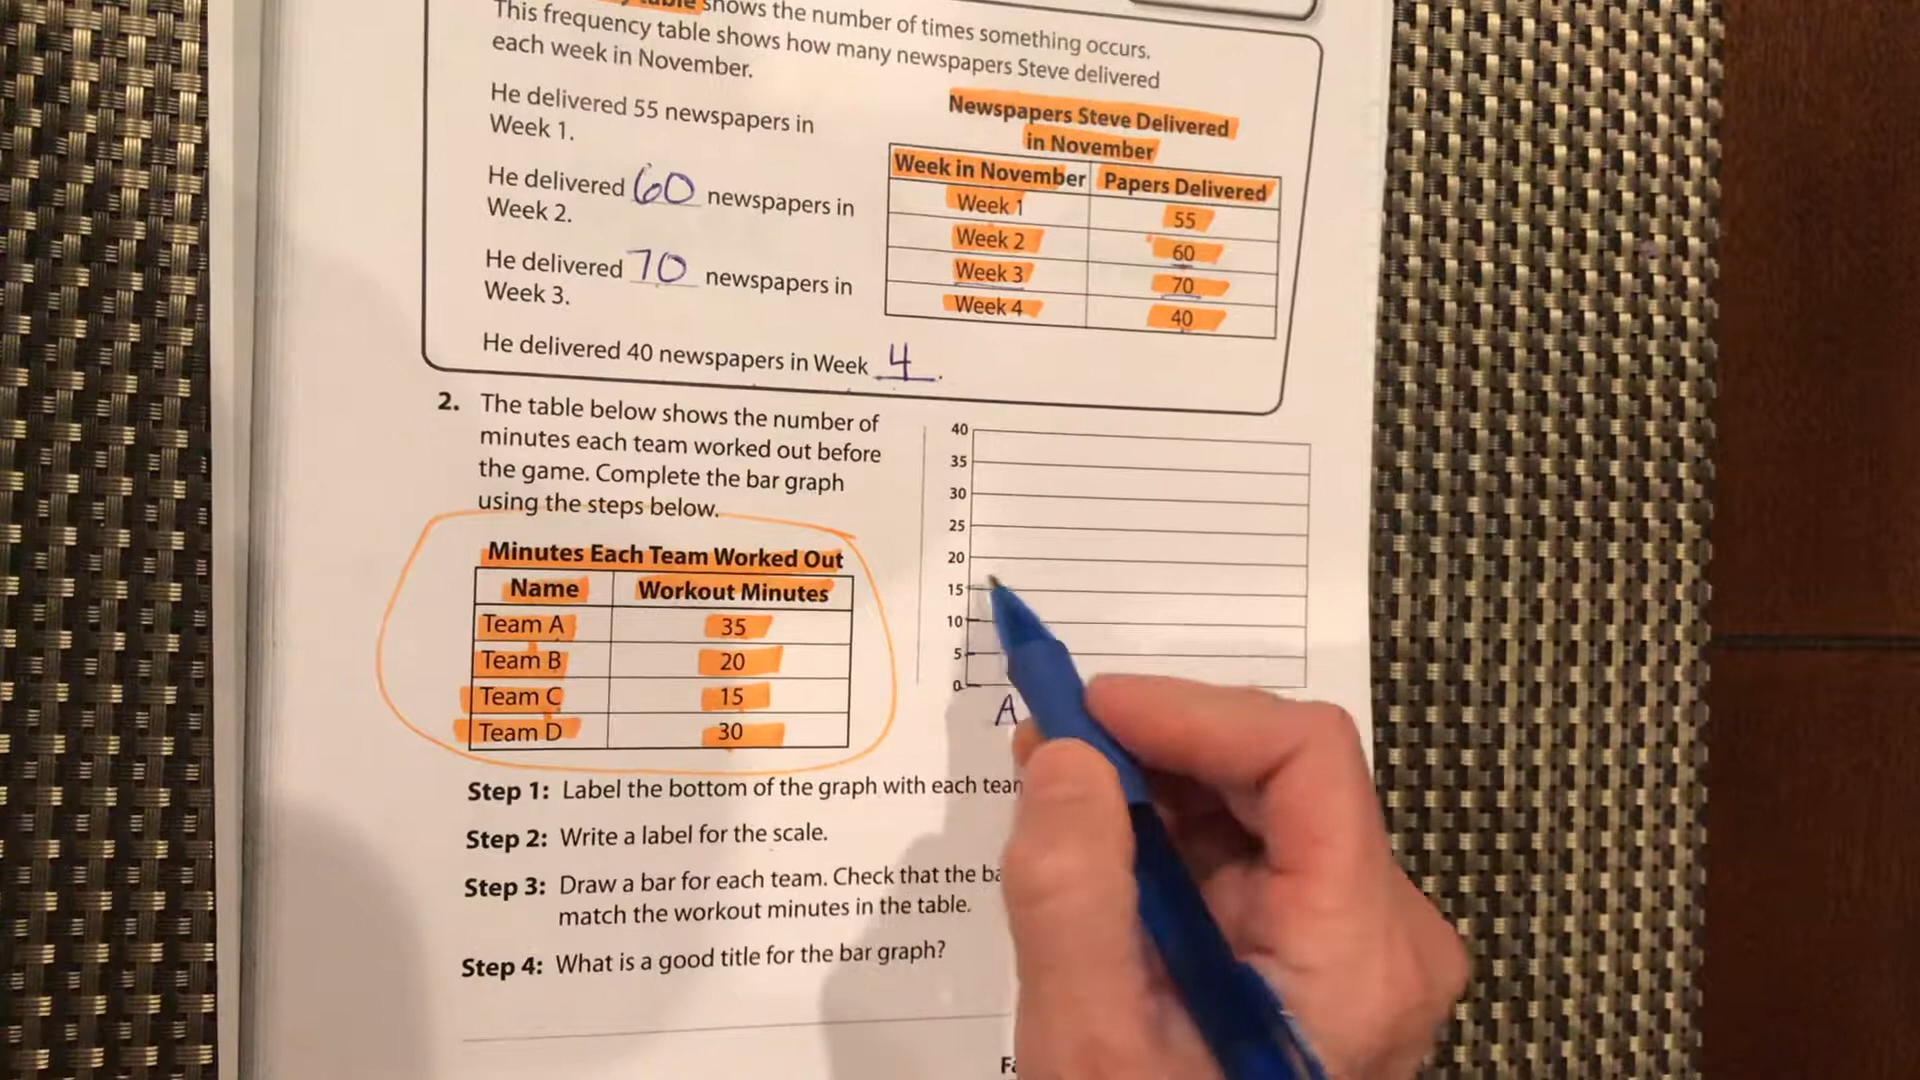 table shows the number of times something occurs.
This frequency table shows how many newspapers Steve delivered
each week in November.
He delivered 55 newspapers in
Week 1.
He delivered 60 newspapers in
Week 2.
He delivered 70 newspapers in
Week 3.
He delivered 40 newspapers in Week 4.
Newspapers Steve Delivered
in November
Week in November Papers Delivered
Week 1 55
Week 2 60
Week 3 70
Week 4 40
2. The table below shows the number of
minutes each team worked out before
the game. Complete the bar graph
using the steps below.
Minutes Each Team Worked Out
Name Workout Minutes
Team A 35
Team B 20
Team C 15
Team D 30
40
35
30
25
20
15
10
5
0
A
Step 1: Label the bottom of the graph with each
Step 2: Write a label for the scale.
Step 3: Draw a bar for each team. Check that the
match the workout minutes in the table.
Step 4: What is a good title for the bar graph?